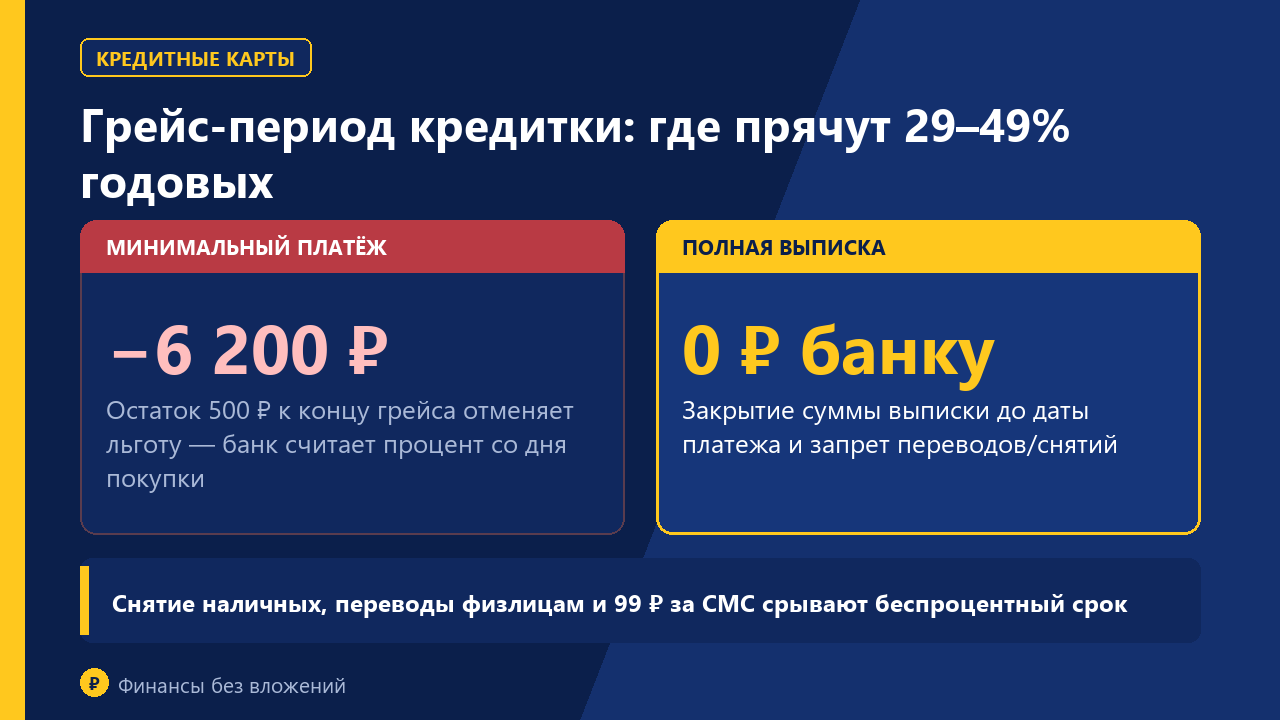 КРЕДИТНЫЕ КАРТЫ
Грейс-период кредитки: где прячут 29–49%
годовых
МИНИМАЛЬНЫЙ ПЛАТЁЖ
−6 200 ₽
Остаток 500 ₽ к концу грейса отменяет
льготу — банк считает процент со дня
покупки
ПОЛНАЯ ВЫПИСКА
0 ₽ банку
Закрытие суммы выписки до даты
платежа и запрет переводов/снятий
Снятие наличных, переводы физлицам и 99 ₽ за СМС срывают беспроцентный срок
₽ Финансы без вложений